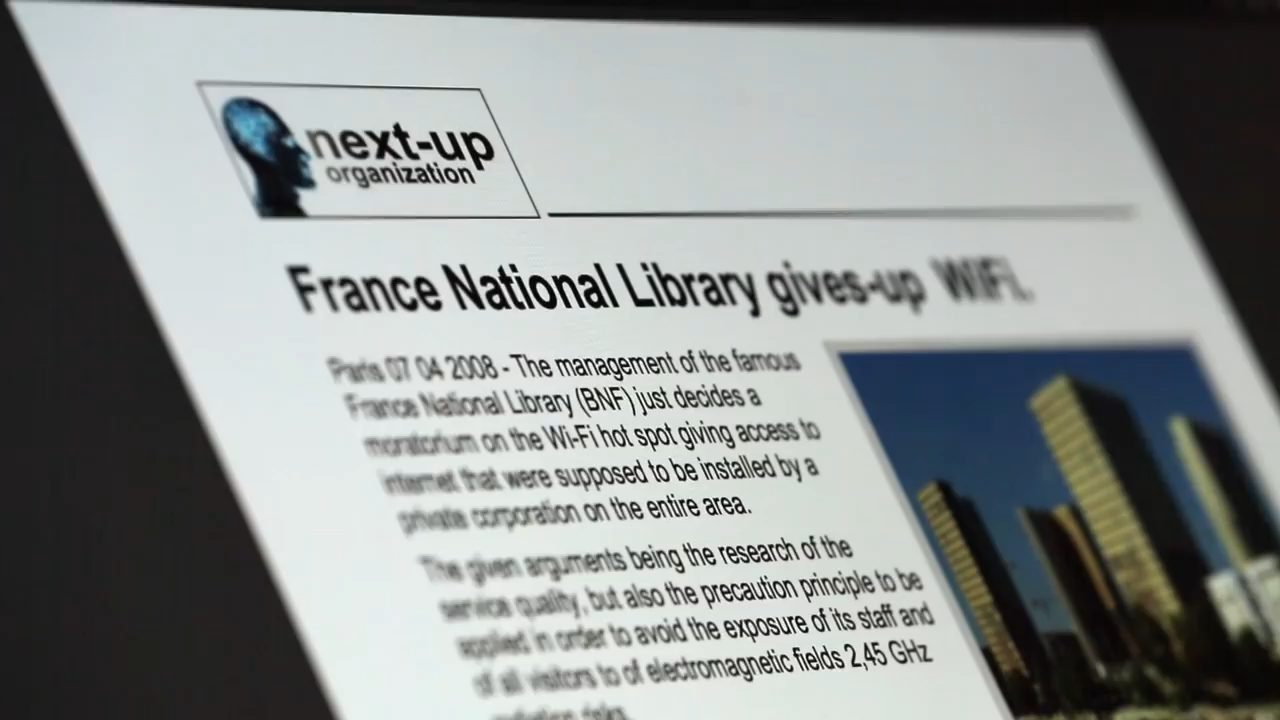 next-up
organization
France National Library gives-up WiFi.
Paris 07 04 2008 - The management of the famous
France National Library (BNF) just decides a
moratorium on the Wi-Fi hot spot giving access to
internet that were supposed to be installed by a
private corporation on the entire area.
The given arguments being the research of the
service quality, but also the precaution principle to be
applied in order to avoid the exposure of its staff and
of all visitors to of electromagnetic fields 2,45 GHz
radiation risks.